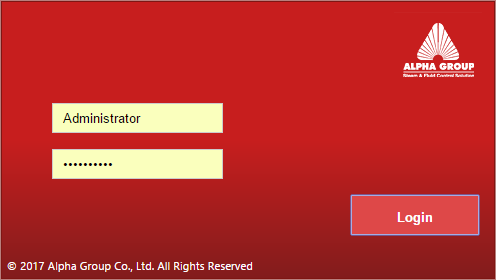 ALPHA GROUP
Steam & Fluid Control Solution
Administrator
••••••••••
Login
© 2017 Alpha Group Co., Ltd. All Rights Reserved